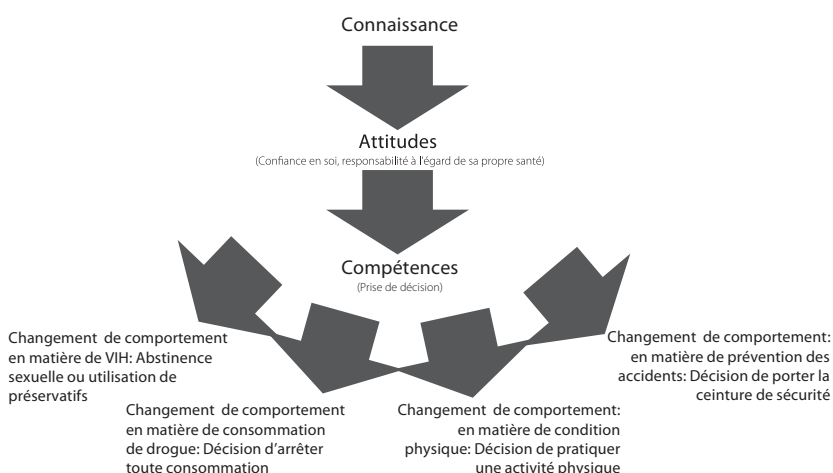 Connaissance
Attitudes
(Confiance en soi, responsabilité à l'égard de sa propre santé)
Compétences
(Prise de décision)
Changement de comportement
en matière de VIH: Abstinence
sexuelle ou utilisation de
préservatifs
Changement de comportement
en matière de consommation
de drogue: Décision d’arrêter
toute consommation
Changement de comportement:
en matière de condition
physique: Décision de pratiquer
une activité physique
Changement de comportement:
en matière de prévention des
accidents: Décision de porter la
ceinture de sécurité